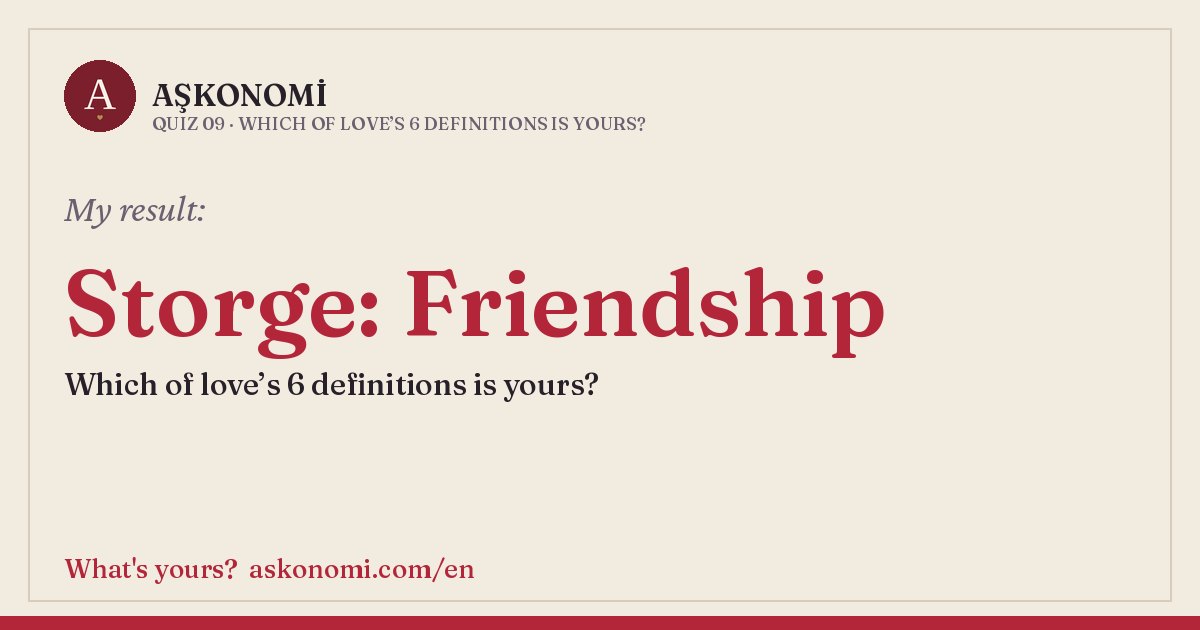 A
AŞKONOMİ
QUIZ 09 · WHICH OF LOVE’S 6 DEFINITIONS IS YOURS?
My result:
Storge: Friendship
Which of love’s 6 definitions is yours?
What's yours? askonomi.com/en